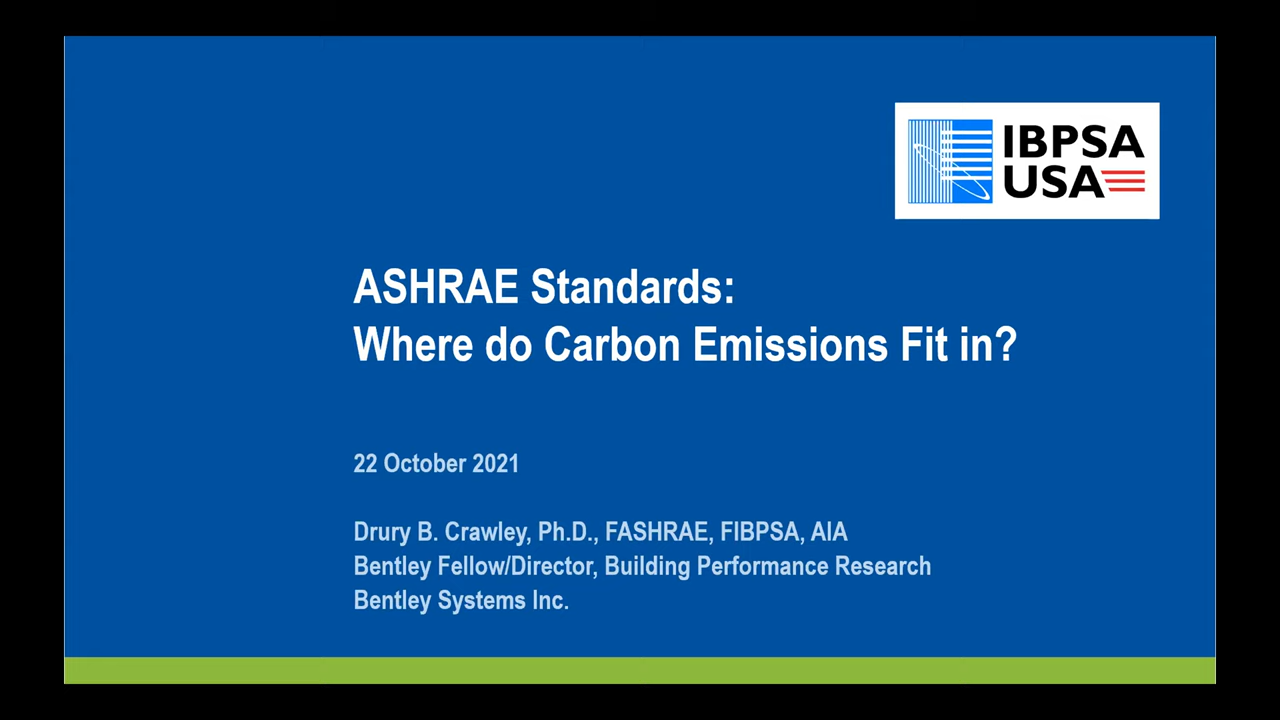 IBPSA
USA
ASHRAE Standards:
Where do Carbon Emissions Fit in?
22 October 2021
Drury B. Crawley, Ph.D., FASHRAE, FIBPSA, AIA
Bentley Fellow/Director, Building Performance Research
Bentley Systems Inc.